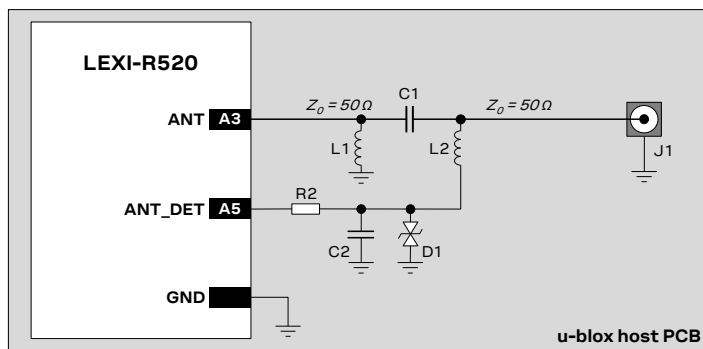 LEXI-R520
ANT A3
Z₀ = 50 Ω
C1
Z₀ = 50 Ω
L1
L2
J1
ANT_DET A5
R2
C2
D1
GND
u-blox host PCB